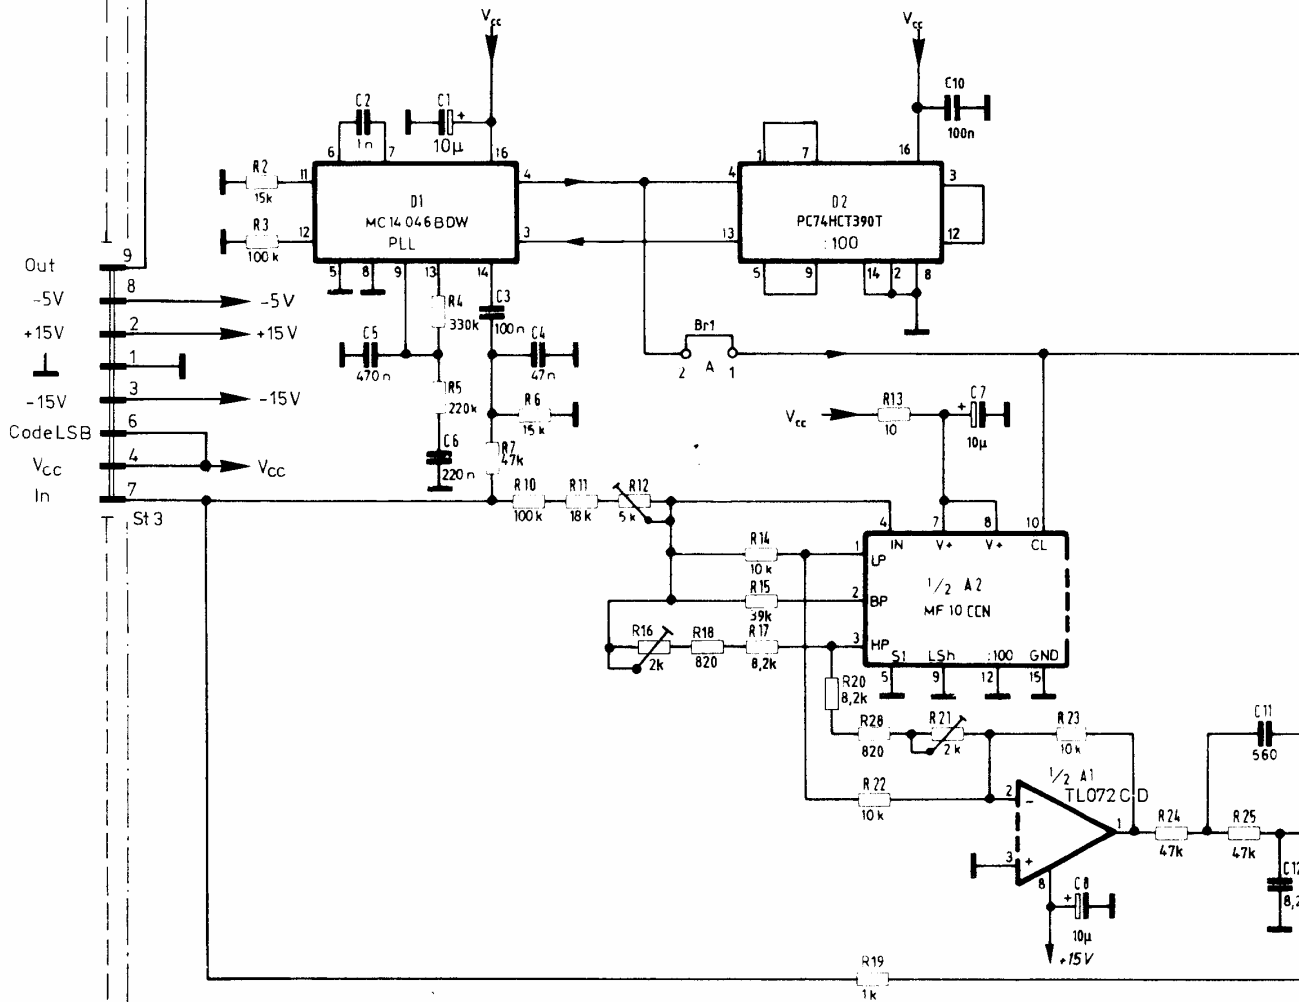 Vcc
Vcc
C2
1n
C1
+
10µ
C10
100n
6
7
16
1
7
16
R2
15k
11
R3
100k
12
D1
MC14046BDW
PLL
4
3
4
13
D2
PC74HCT390T
:100
3
12
5
8
9
13
14
5
9
14
2
8
Out
9
-5V
8
-5V
+15V
2
+15V
1
-15V
3
-15V
CodeLSB
6
Vcc
4
Vcc
In
7
St3
R4
330k
C3
100n
C5
470n
C4
47n
R5
220k
R6
15k
C6
220n
R7
47k
Br1
2
A
1
Vcc
R13
10
+
C7
10µ
R10
100k
R11
18k
R12
5k
4
7
8
10
IN
V+
V+
CL
R14
10k
1
LP
R15
39k
2
BP
1/2 A2
MF10CCN
R16
2k
R18
820
R17
8,2k
3
HP
S1
LSh
:100
GND
5
9
12
15
R20
8,2k
R28
820
R21
2k
R23
10k
C11
560
R22
10k
1/2 A1
TL072CD
2
-
3
+
1
8
R24
47k
R25
47k
C12
8,2
+
C8
10µ
+15V
R19
1k